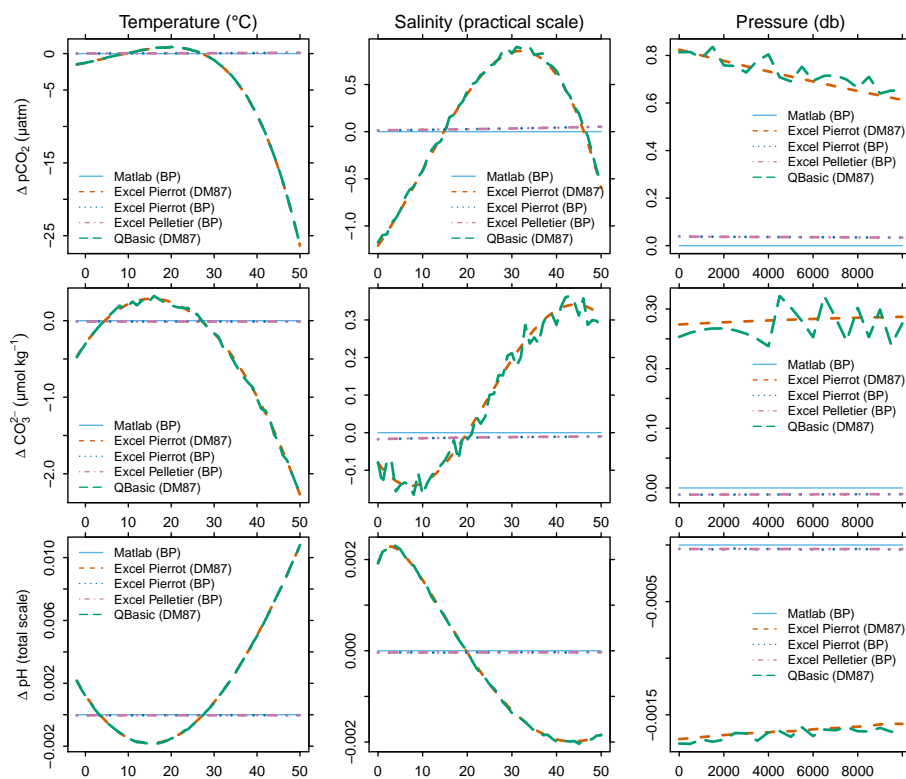 Temperature (°C)
Salinity (practical scale)
Pressure (db)
Δ pCO₂ (µatm)
0
−5
−15
−25
Matlab (BP)
Excel Pierrot (DM87)
Excel Pierrot (BP)
Excel Pelletier (BP)
QBasic (DM87)
0 10 20 30 40 50
0.5
0.0
−0.5
−1.0
Matlab (BP)
Excel Pierrot (DM87)
Excel Pierrot (BP)
Excel Pelletier (BP)
QBasic (DM87)
0 10 20 30 40 50
0.8
0.6
0.4
0.2
0.0
Matlab (BP)
Excel Pierrot (DM87)
Excel Pierrot (BP)
Excel Pelletier (BP)
QBasic (DM87)
0 2000 4000 6000 8000
Δ CO₃²⁻ (µmol kg⁻¹)
0.0
−1.0
−2.0
Matlab (BP)
Excel Pierrot (DM87)
Excel Pierrot (BP)
Excel Pelletier (BP)
QBasic (DM87)
0 10 20 30 40 50
0.3
0.2
0.1
0.0
−0.1
0 10 20 30 40 50
0.30
0.20
0.10
0.00
Matlab (BP)
Excel Pierrot (DM87)
Excel Pierrot (BP)
Excel Pelletier (BP)
QBasic (DM87)
0 2000 4000 6000 8000
Δ pH (total scale)
0.010
0.006
0.002
−0.002
Matlab (BP)
Excel Pierrot (DM87)
Excel Pierrot (BP)
Excel Pelletier (BP)
QBasic (DM87)
0 10 20 30 40 50
0.002
0.000
−0.002
0 10 20 30 40 50
−0.0005
−0.0015
Matlab (BP)
Excel Pierrot (DM87)
Excel Pierrot (BP)
Excel Pelletier (BP)
QBasic (DM87)
0 2000 4000 6000 8000